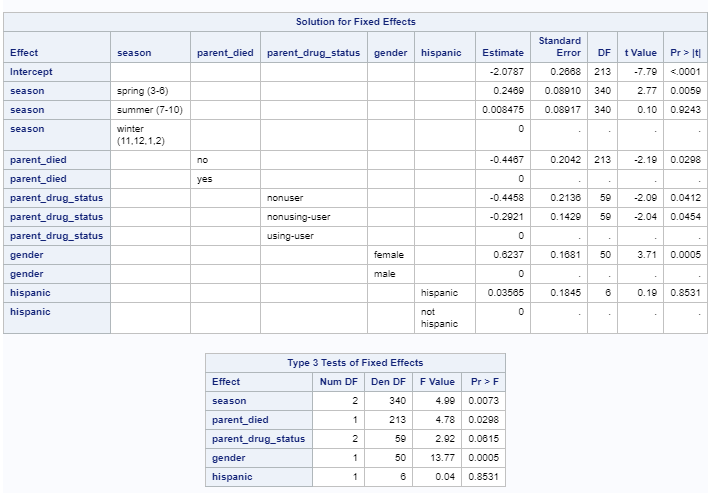 Solution for Fixed Effects
Effect season parent_died parent_drug_status gender hispanic Estimate Standard Error DF t Value Pr > |t|
Intercept -2.0787 0.2668 213 -7.79 <.0001
season spring (3-6) 0.2469 0.08910 340 2.77 0.0059
season summer (7-10) 0.008475 0.08917 340 0.10 0.9243
season winter (11,12,1,2) 0 . . . .
parent_died no -0.4467 0.2042 213 -2.19 0.0298
parent_died yes 0 . . . .
parent_drug_status nonuser -0.4458 0.2136 59 -2.09 0.0412
parent_drug_status nonusing-user -0.2921 0.1429 59 -2.04 0.0454
parent_drug_status using-user 0 . . . .
gender female 0.6237 0.1681 50 3.71 0.0005
gender male 0 . . . .
hispanic hispanic 0.03565 0.1845 6 0.19 0.8531
hispanic not hispanic 0 . . . .
Type 3 Tests of Fixed Effects
Effect Num DF Den DF F Value Pr > F
season 2 340 4.99 0.0073
parent_died 1 213 4.78 0.0298
parent_drug_status 2 59 2.92 0.0615
gender 1 50 13.77 0.0005
hispanic 1 6 0.04 0.8531